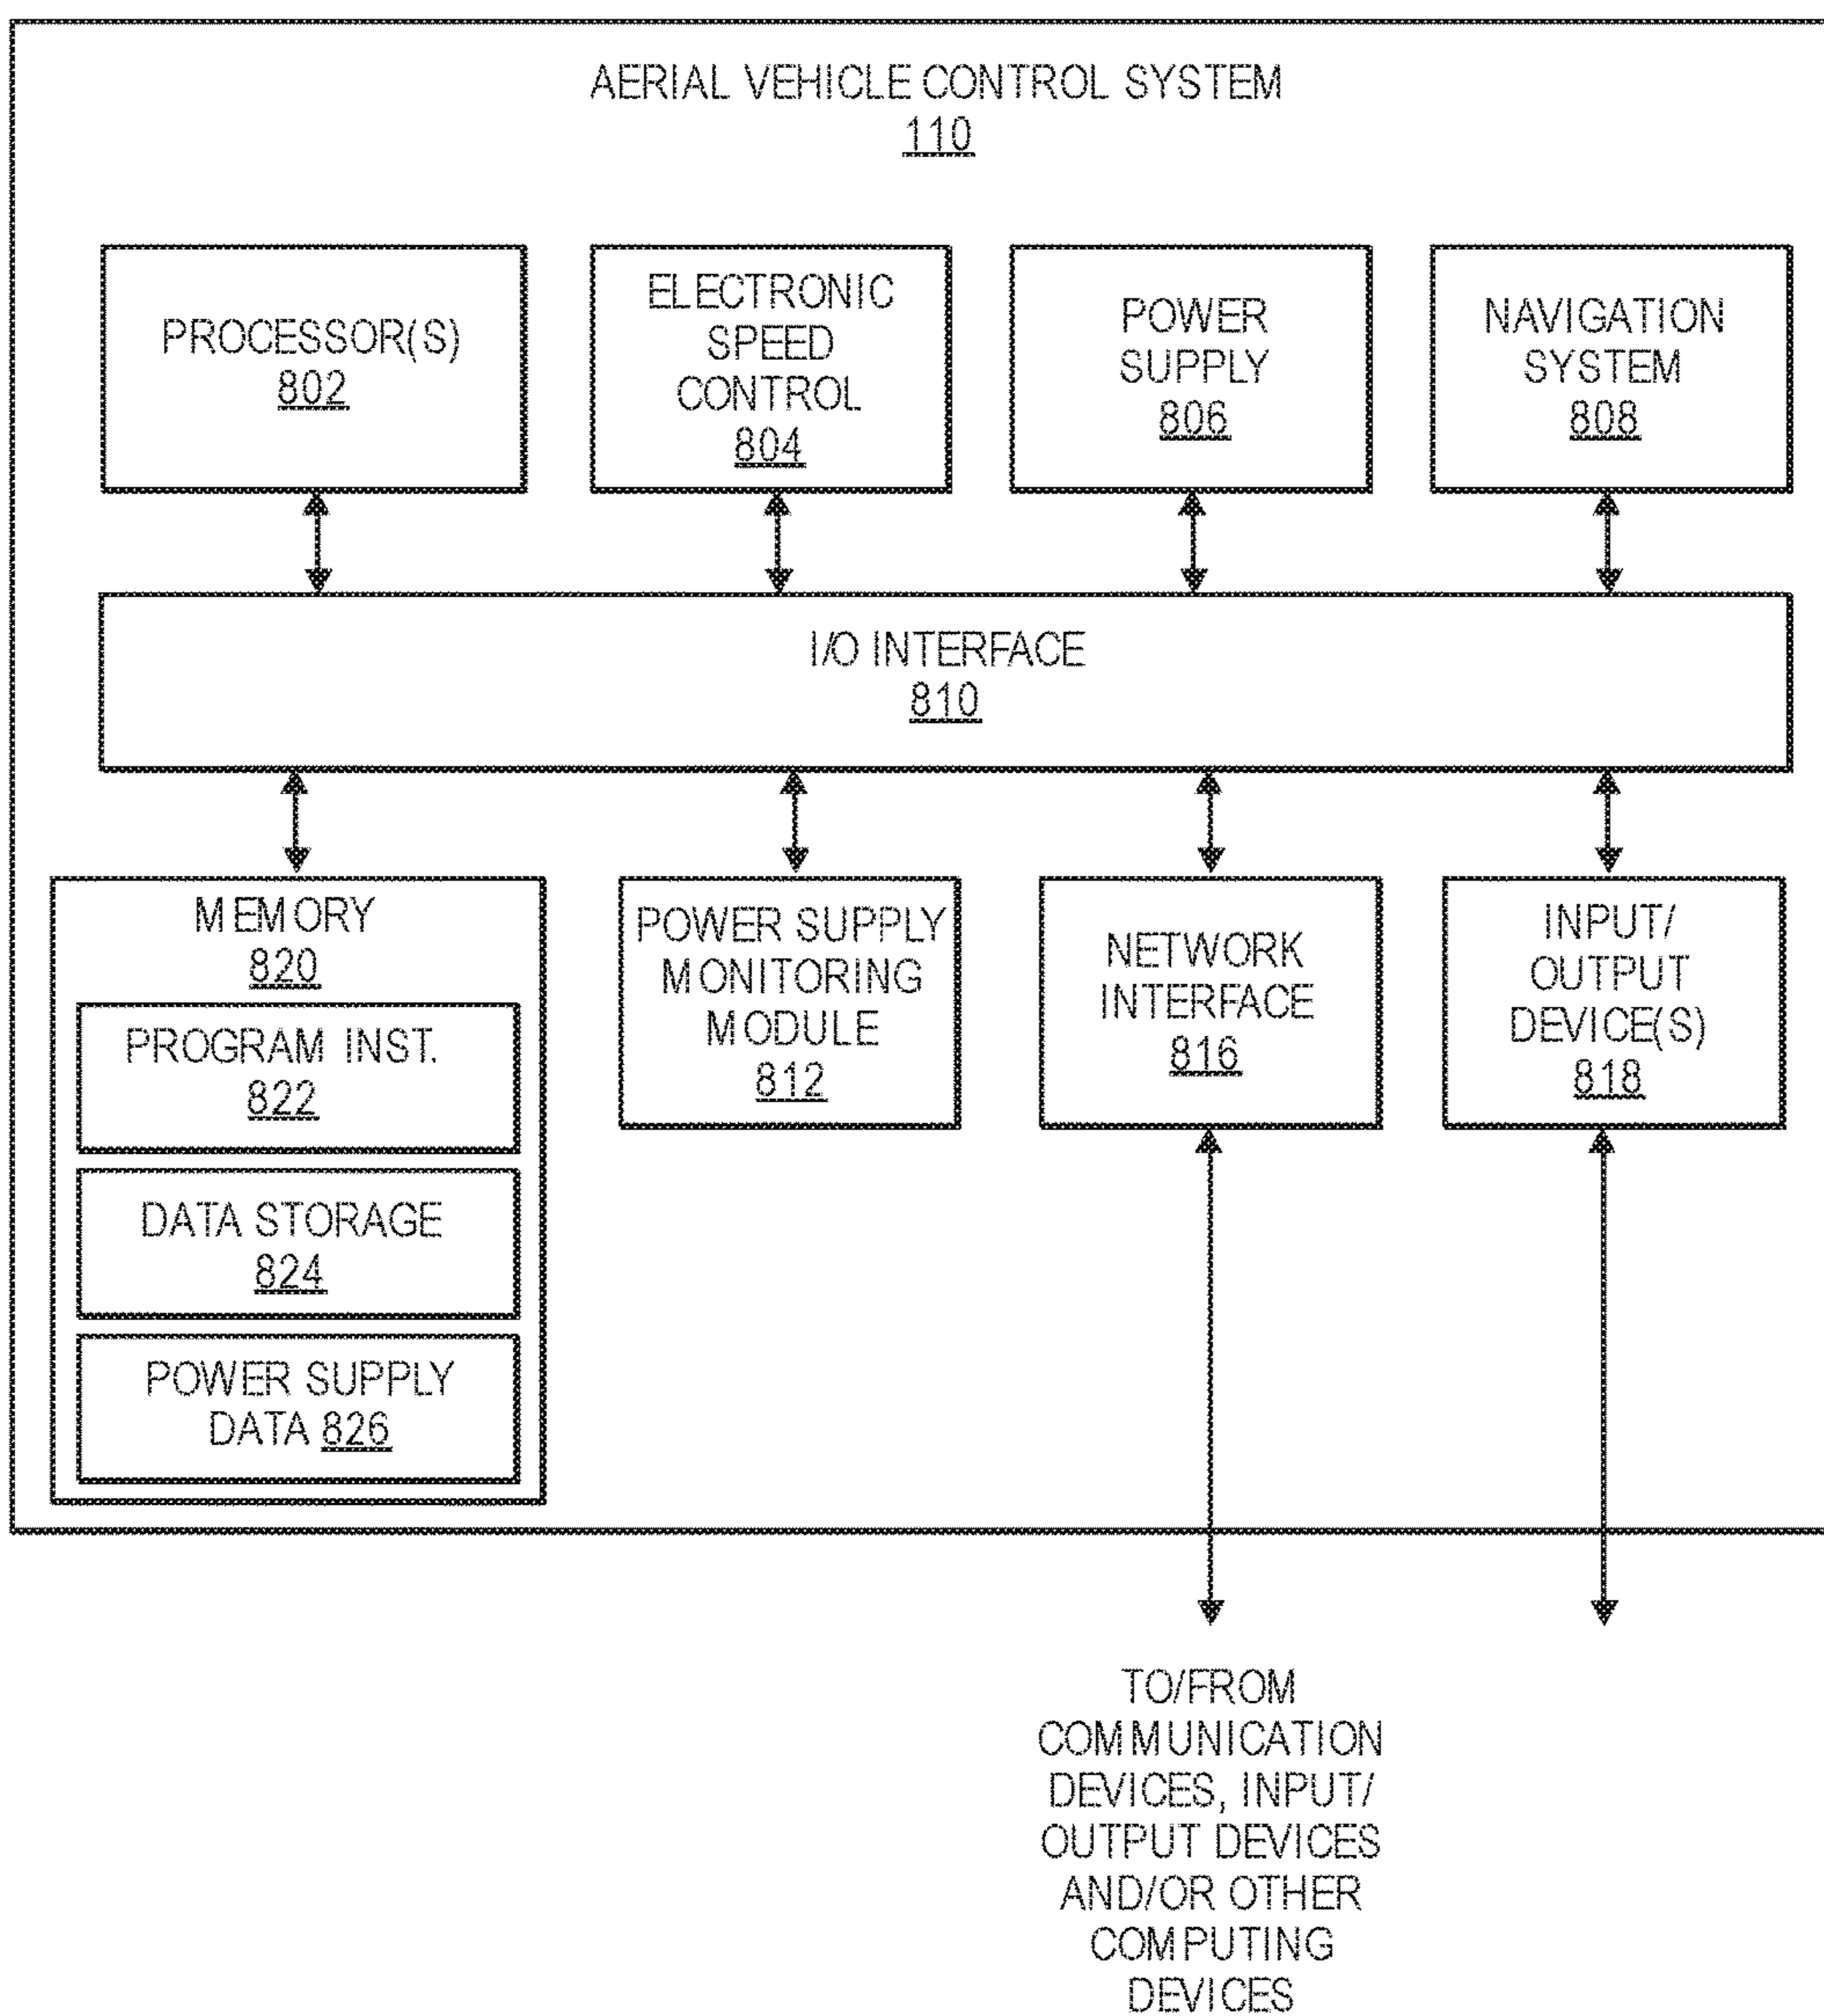 AERIAL VEHICLE CONTROL SYSTEM
110
PROCESSOR(S)
802
ELECTRONIC
SPEED
CONTROL
804
POWER
SUPPLY
806
NAVIGATION
SYSTEM
808
I/O INTERFACE
810
MEMORY
820
PROGRAM INST.
822
DATA STORAGE
824
POWER SUPPLY
DATA 826
POWER SUPPLY
MONITORING
MODULE
812
NETWORK
INTERFACE
816
INPUT/
OUTPUT
DEVICE(S)
818
TO/FROM
COMMUNICATION
DEVICES, INPUT/
OUTPUT DEVICES
AND/OR OTHER
COMPUTING
DEVICES